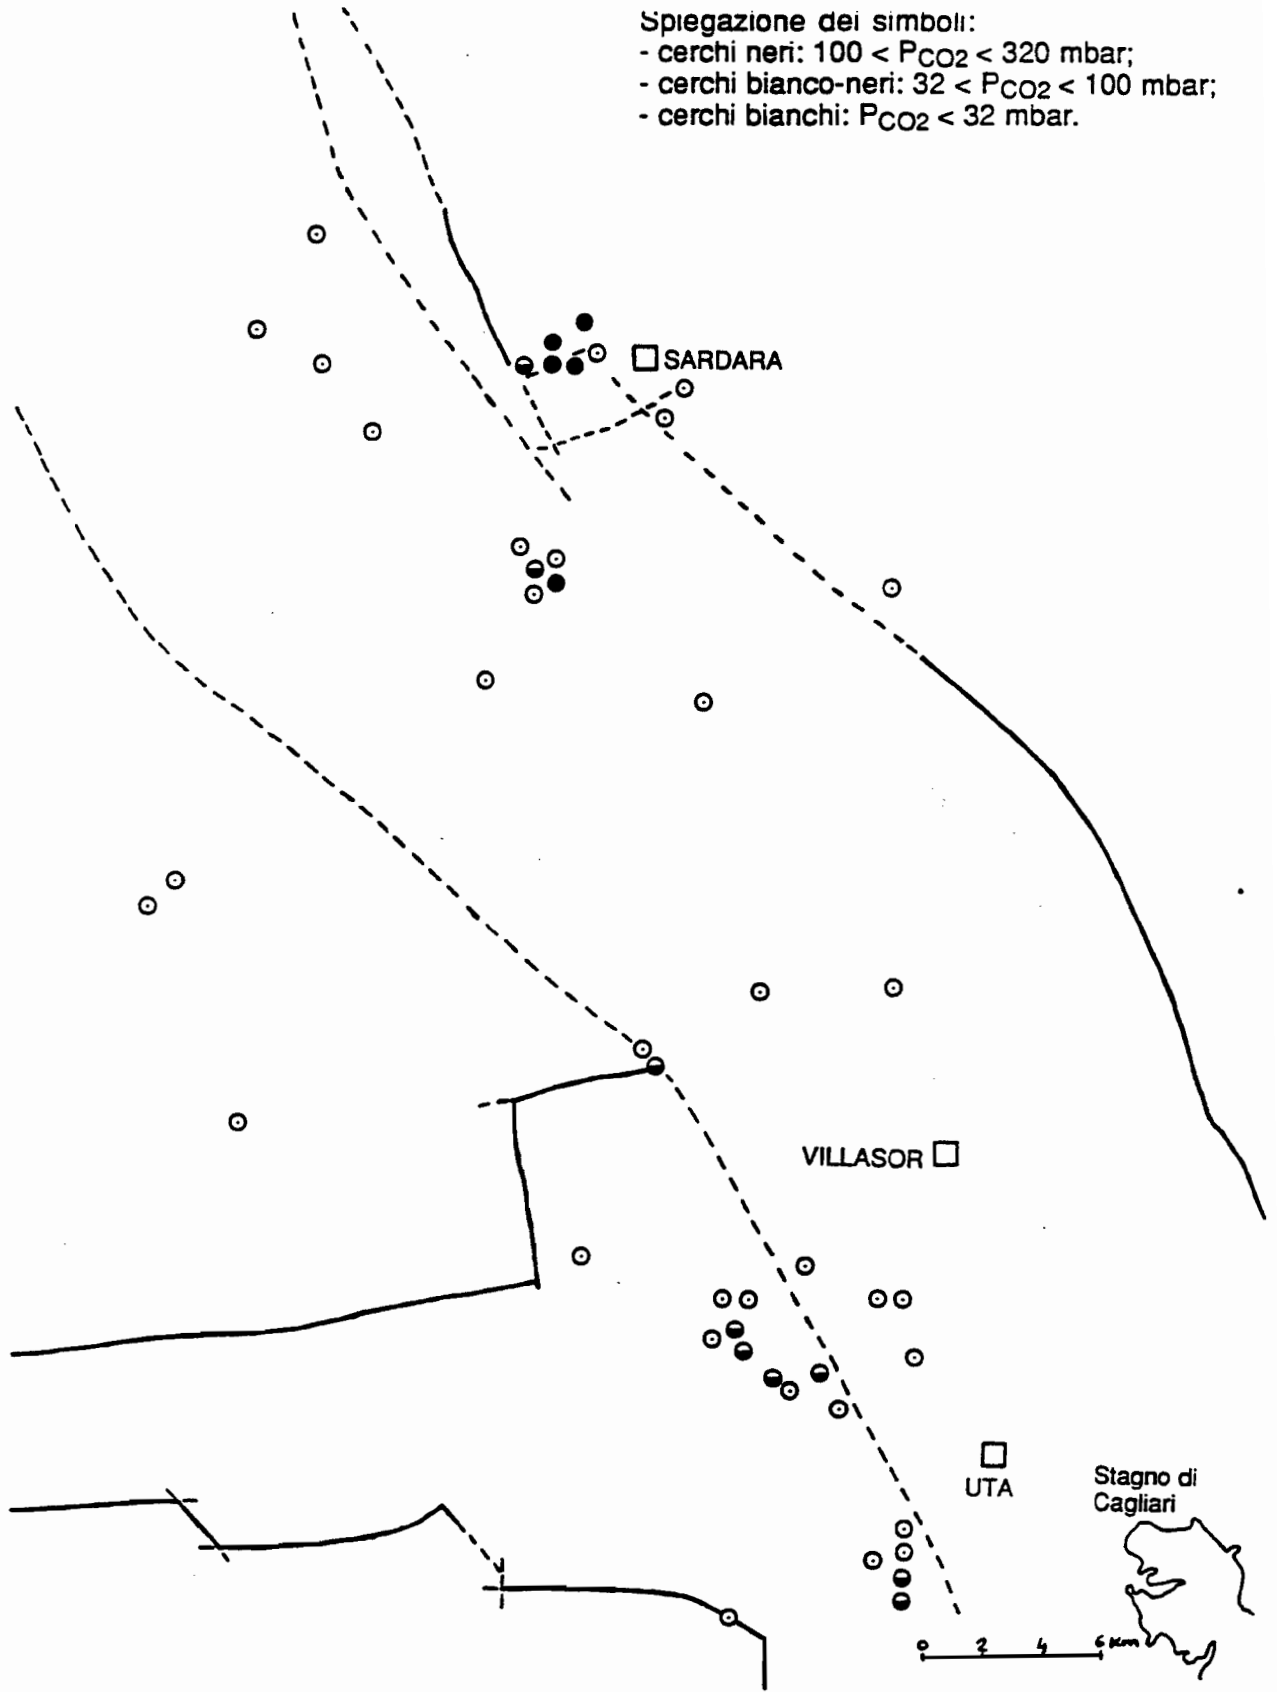 Spiegazione dei simboli:
- cerchi neri: 100 < PCO2 < 320 mbar;
- cerchi bianco-neri: 32 < PCO2 < 100 mbar;
- cerchi bianchi: PCO2 < 32 mbar.
SARDARA
VILLASOR
UTA
Stagno di
Cagliari
0 2 4 6 Km